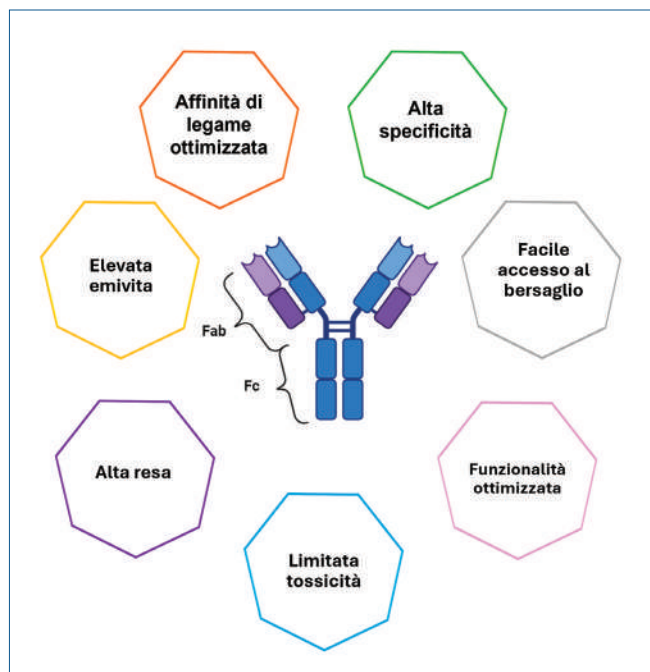 Affinità di
legame
ottimizzata
Alta
specificità
Elevata
emivita
Facile
accesso al
bersaglio
Fab
Fc
Alta resa
Funzionalità
ottimizzata
Limitata
tossicità